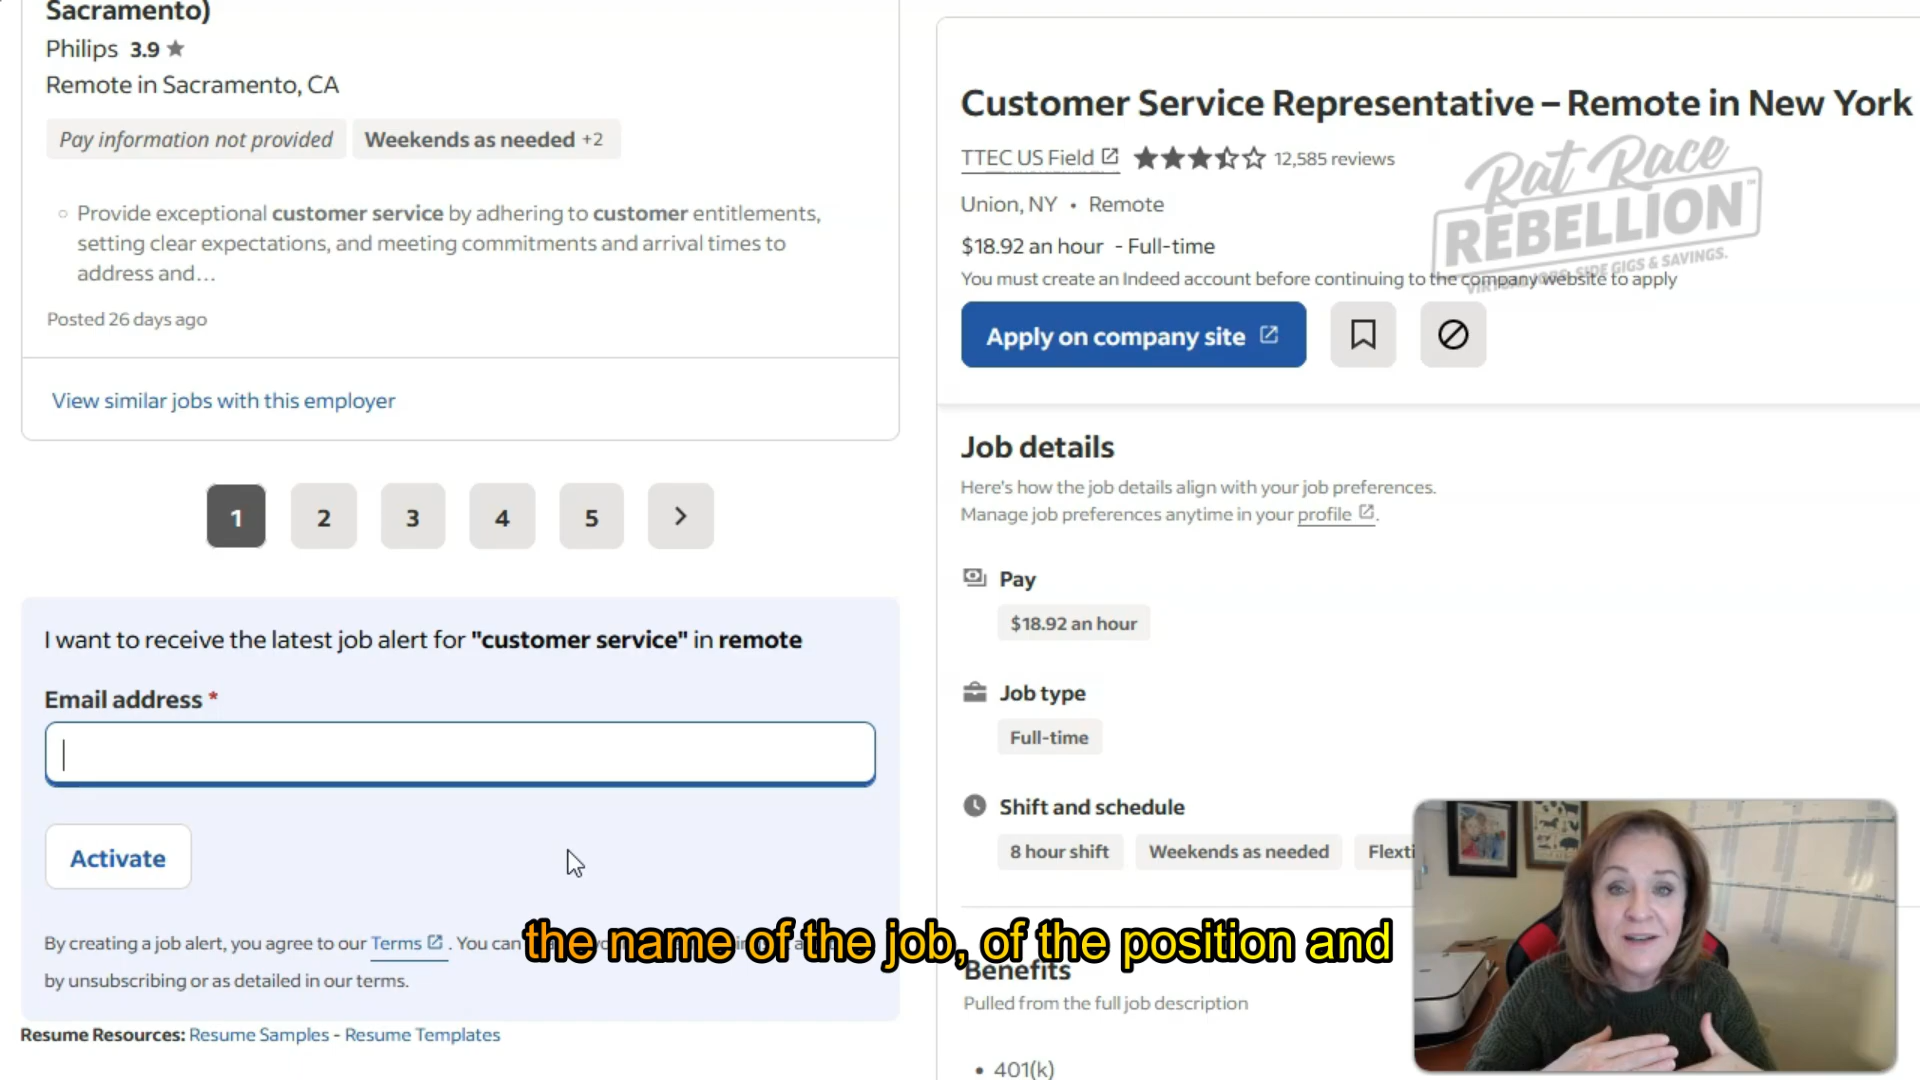 Sacramento)
Philips 3.9 ★
Remote in Sacramento, CA
Pay information not provided
Weekends as needed +2
Provide exceptional customer service by adhering to customer entitlements,
setting clear expectations, and meeting commitments and arrival times to
address and...
Posted 26 days ago
View similar jobs with this employer
1 2 3 4 5
I want to receive the latest job alert for "customer service" in remote
Email address *
Activate
By creating a job alert, you agree to our Terms . You can
by unsubscribing or as detailed in our terms.
Resume Resources: Resume Samples - Resume Templates
Customer Service Representative – Remote in New York
TTEC US Field
12,585 reviews
Union, NY • Remote
$18.92 an hour - Full-time
You must create an Indeed account before continuing to the company website to apply
Apply on company site
Job details
Here's how the job details align with your job preferences.
Manage job preferences anytime in your profile .
Pay
$18.92 an hour
Job type
Full-time
Shift and schedule
8 hour shift
Weekends as needed
Flexti
Benefits
Pulled from the full job description
• 401(k)
Rat Race
REBELLION™
SIDE GIGS & SAVINGS.
the name of the job, of the position and